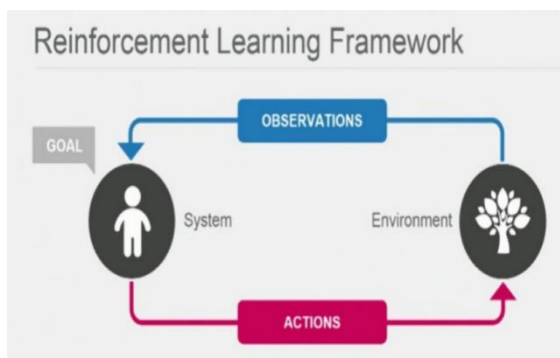 Reinforcement Learning Framework
OBSERVATIONS
GOAL
System
Environment
ACTIONS